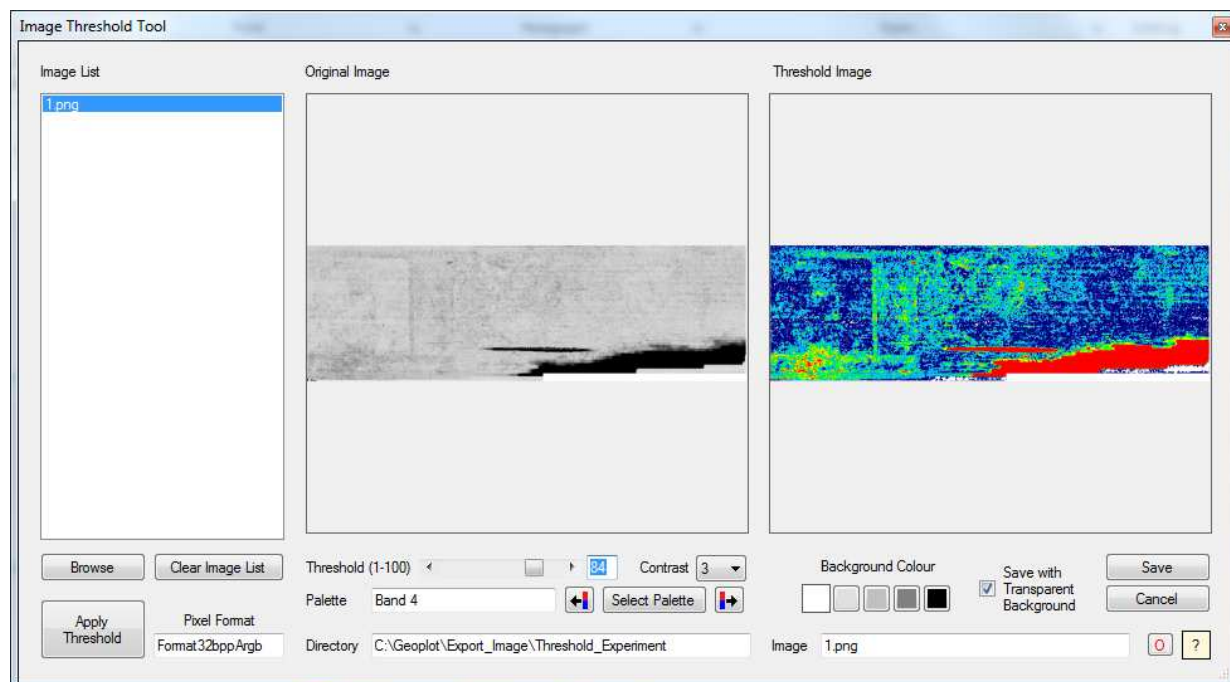 Image Threshold Tool
Image List
Original Image
Threshold Image
1.png
Browse
Clear Image List
Threshold (1-100)
84
Contrast
3
Background Colour
Save with
Transparent
Background
Save
Cancel
Palette
Band 4
Select Palette
Apply
Threshold
Pixel Format
Format32bppArgb
Directory
C:\Geoplot\Export_Image\Threshold_Experiment
Image
1.png
O
?